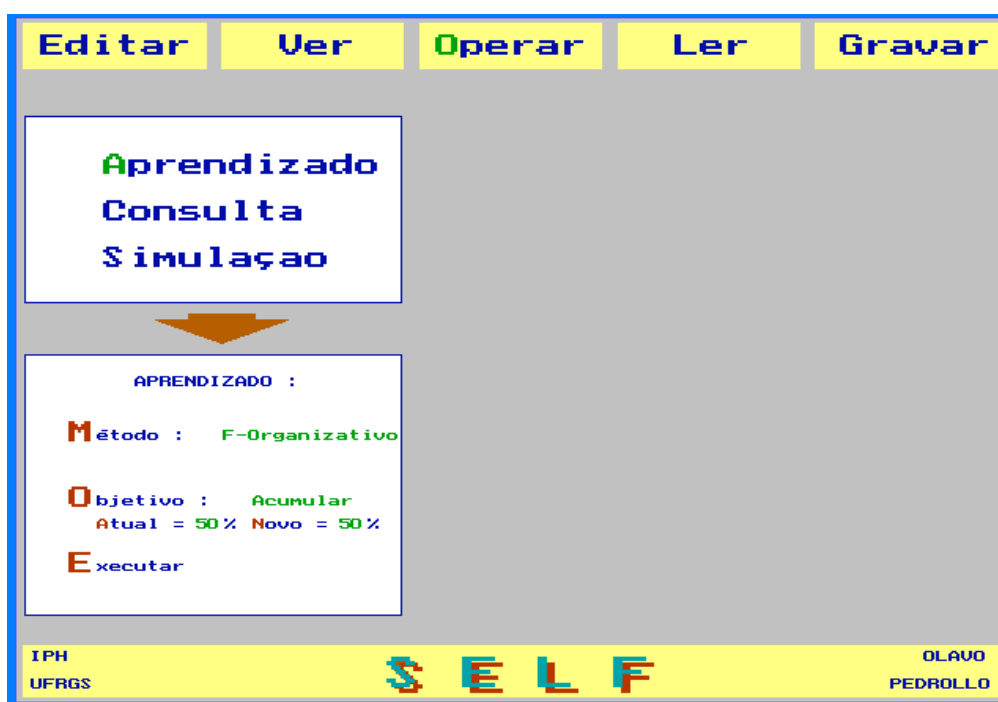 Editar Ver Operar Ler Gravar
Aprendizado
Consulta
Simulaçao
APRENDIZADO :
Método : F-Organizativo
Objetivo : Acumular
Atual = 50% Novo = 50%
Executar
IPH SELF OLAVO
UFRGS PEDROLLO